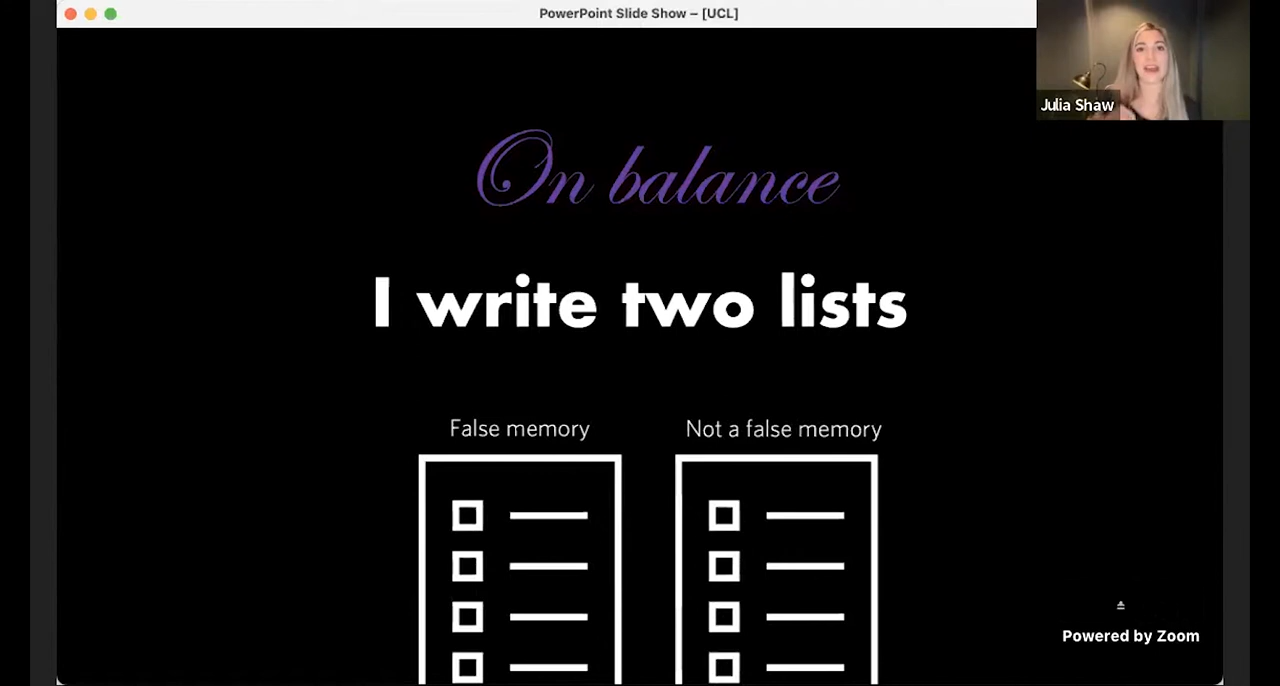 PowerPoint Slide Show – [UCL]
Julia Shaw
On balance
I write two lists
False memory
Not a false memory
Powered by Zoom